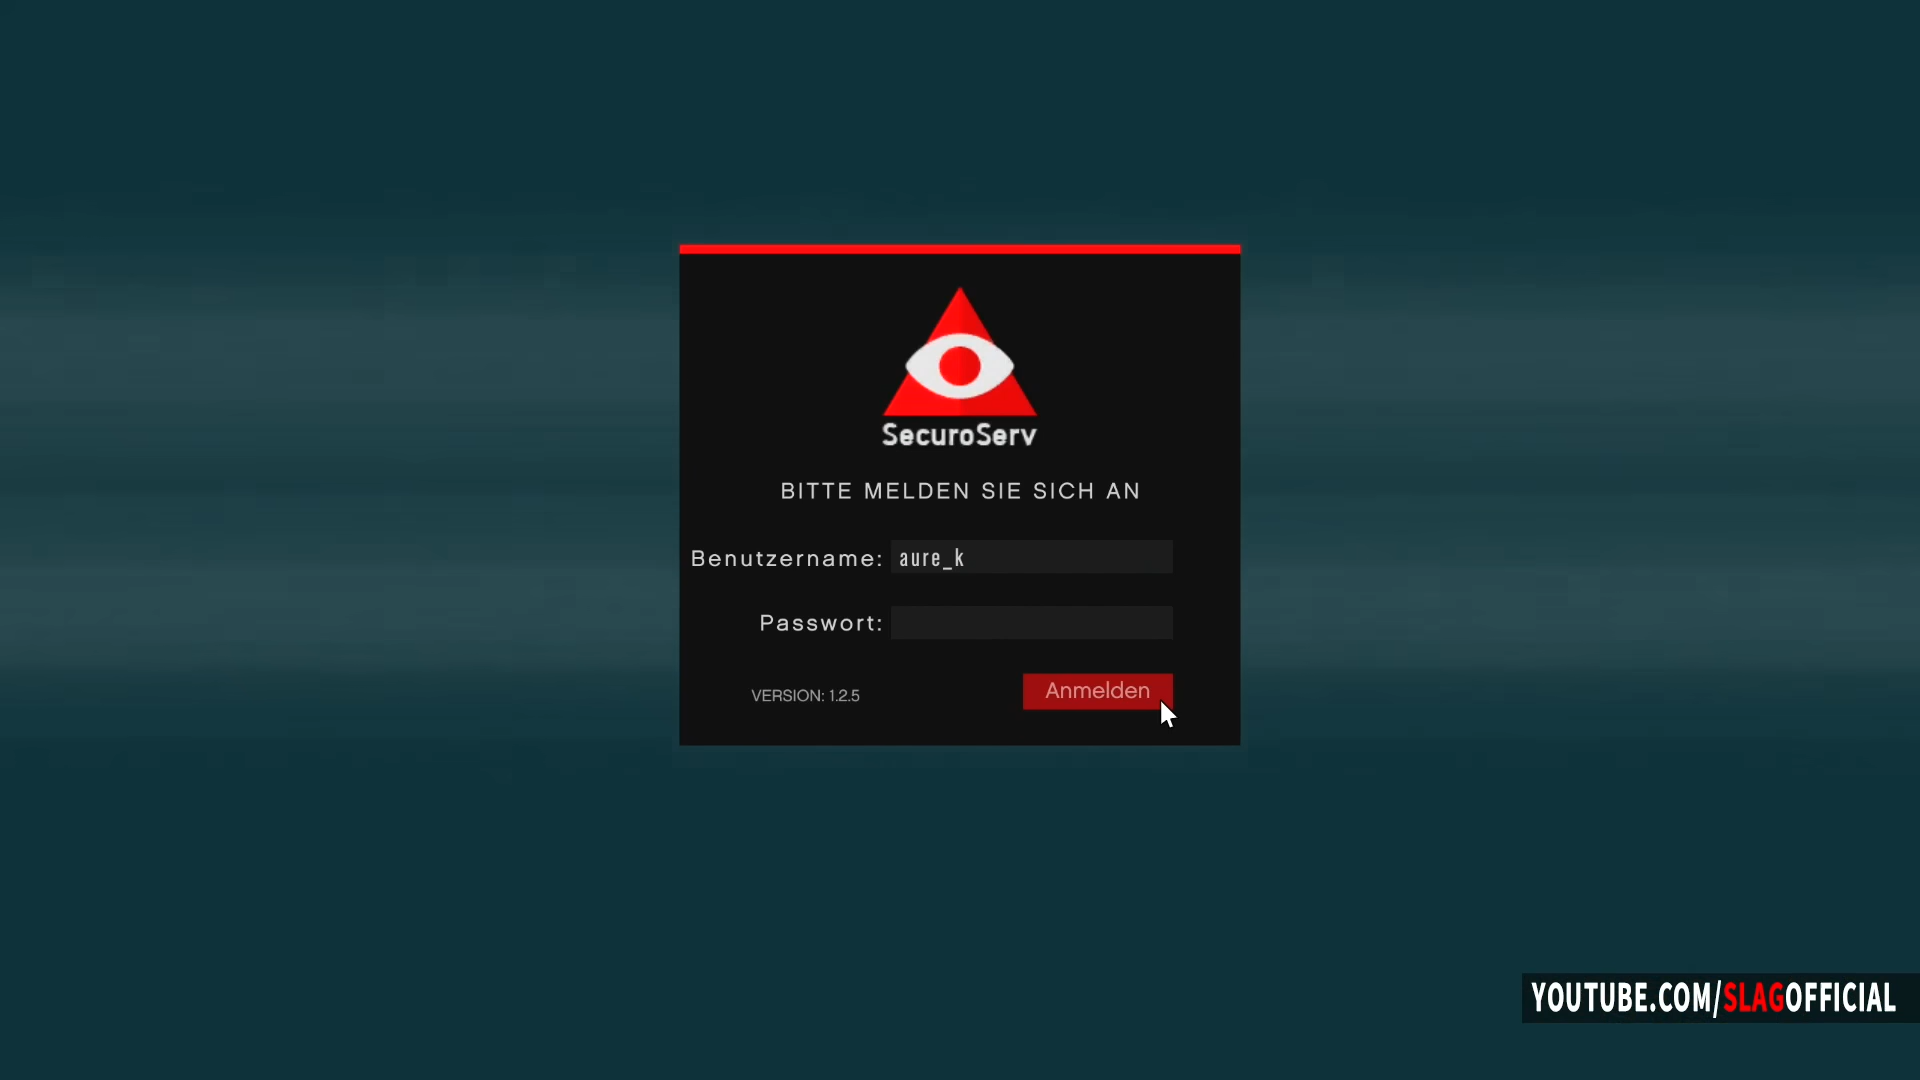 SecuroServ
BITTE MELDEN SIE SICH AN
Benutzername: aure_k
Passwort:
VERSION: 1.2.5 Anmelden
YOUTUBE.COM/SLAGOFFICIAL